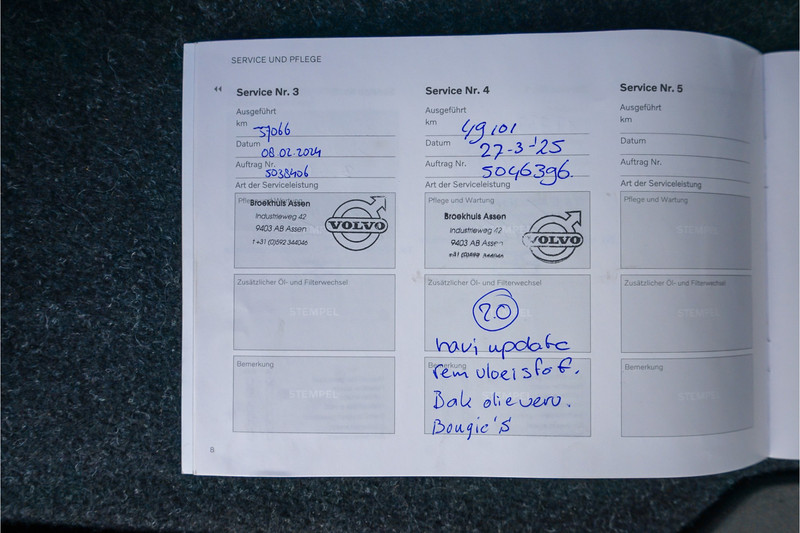 SERVICE UND PFLEGE
Service Nr. 3
Ausgeführt
km 37066
Datum 08.02.2024
Auftrag Nr. 5038406
Art der Serviceleistung
Pflege und Wartung
Broekhuis Assen
Industrieweg 42
9403 AB Assen
t +31 (0)592 344046
VOLVO
Zusätzlicher Öl- und Filterwechsel
STEMPEL
Bemerkung
STEMPEL
Service Nr. 4
Ausgeführt
km 49101
Datum 27-3-'25
Auftrag Nr. 5046396.
Art der Serviceleistung
Broekhuis Assen
Industrieweg 42
9403 AB Assen
VOLVO
Zusätzlicher Öl- und Filterwechsel
navi update
Bemerkung
rem vloeistof.
Bak olie verv.
Bougie's
Service Nr. 5
Ausgeführt
km
Datum
Auftrag Nr.
Art der Serviceleistung
Pflege und Wartung
STEMPEL
Zusätzlicher Öl- und Filterwechsel
STEMPEL
Bemerkung
STEMPEL
8